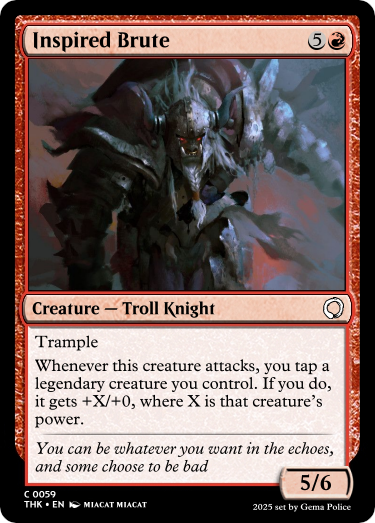 Inspired Brute 5
Creature — Troll Knight
Trample
Whenever this creature attacks, you tap a
legendary creature you control. If you do,
it gets +X/+0, where X is that creature's
power.
You can be whatever you want in the echoes,
and some choose to be bad
5/6
C 0059
THK • EN MIACAT MIACAT
2025 set by Gema Police